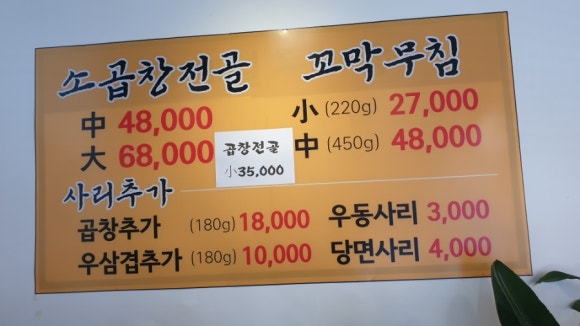 소곱창전골
中 48,000
大 68,000
곱창전골
小 35,000
꼬막무침
小 (220g) 27,000
中 (450g) 48,000
사리추가
곱창추가 (180g) 18,000
우삼겹추가 (180g) 10,000
우동사리 3,000
당면사리 4,000